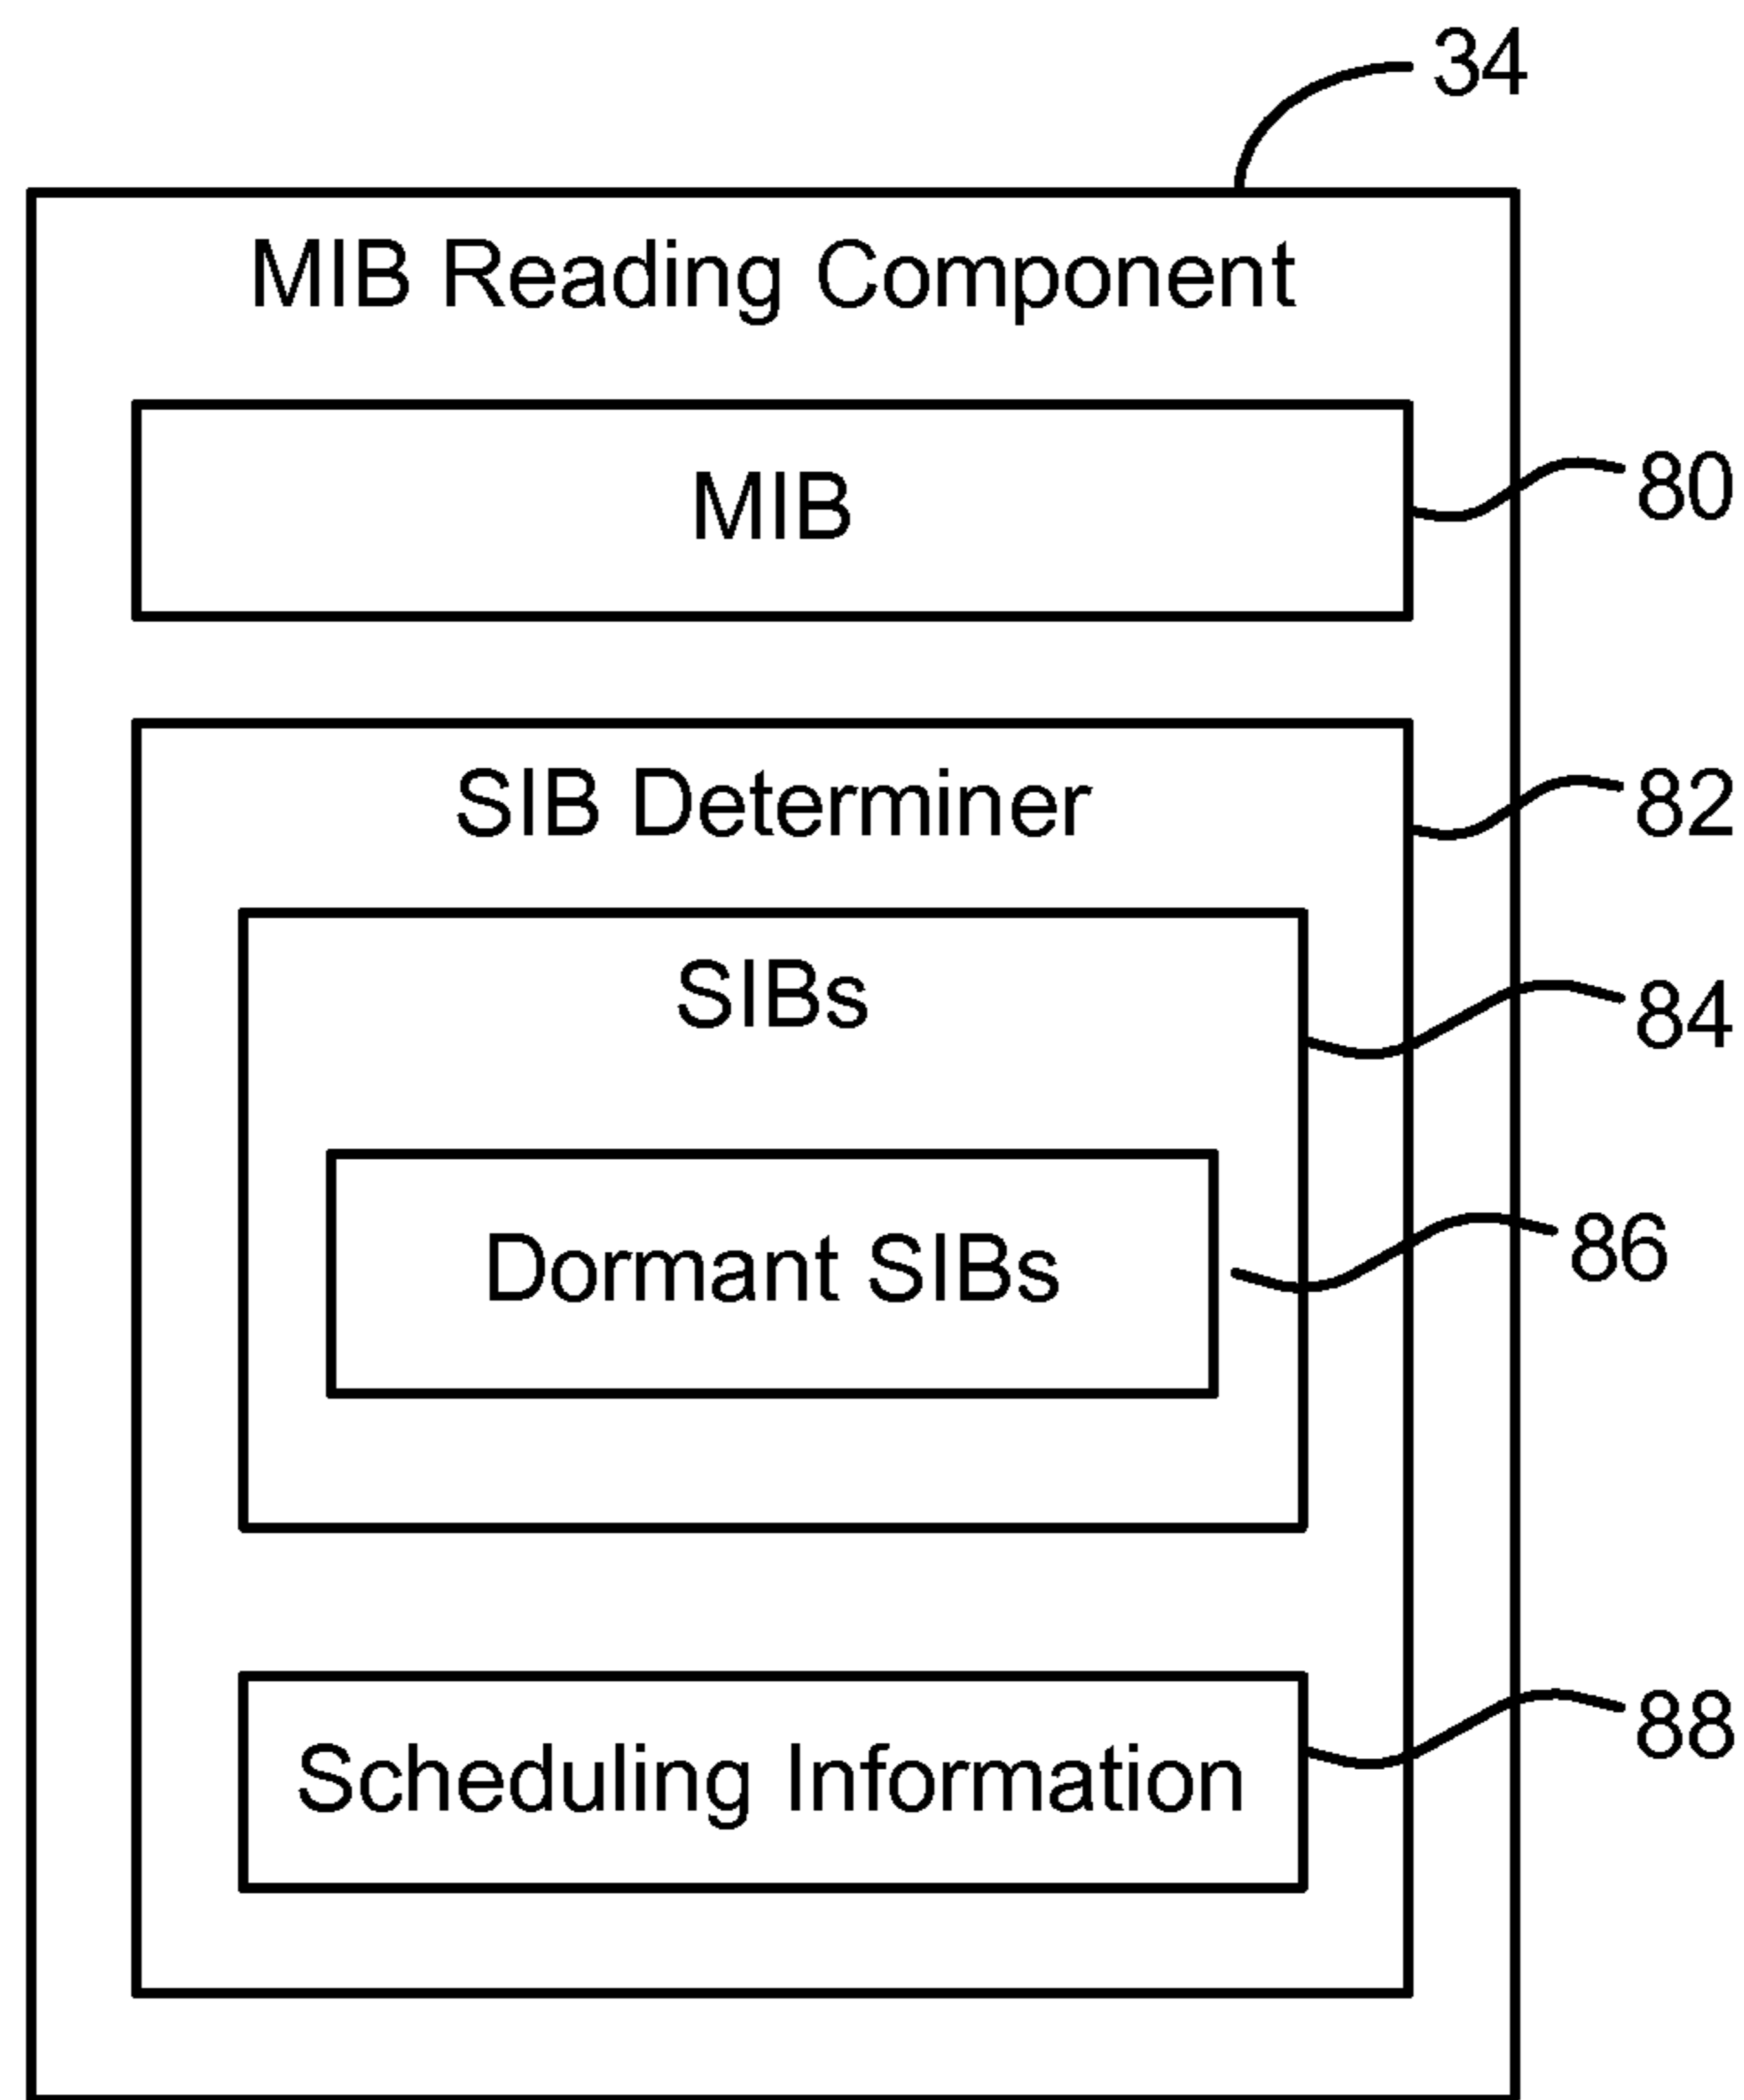 34
MIB Reading Component
MIB
80
SIB Determiner
82
SIBs
84
Dormant SIBs
86
Scheduling Information
88